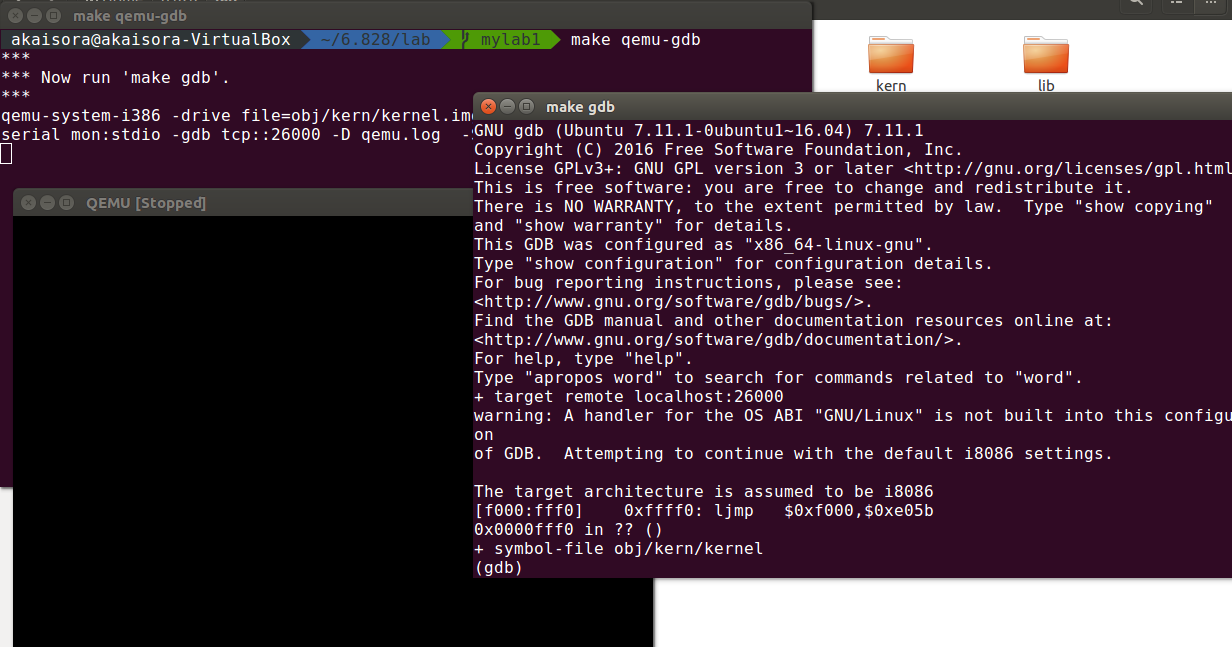 make qemu-gdb
akaisora@akaisora-VirtualBox ~/6.828/lab mylab1 make qemu-gdb
***
*** Now run 'make gdb'.
***
qemu-system-i386 -drive file=obj/kern/kernel.im
serial mon:stdio -gdb tcp::26000 -D qemu.log -
QEMU [Stopped]
kern
lib
make gdb
GNU gdb (Ubuntu 7.11.1-0ubuntu1~16.04) 7.11.1
Copyright (C) 2016 Free Software Foundation, Inc.
License GPLv3+: GNU GPL version 3 or later <http://gnu.org/licenses/gpl.html
This is free software: you are free to change and redistribute it.
There is NO WARRANTY, to the extent permitted by law.  Type "show copying"
and "show warranty" for details.
This GDB was configured as "x86_64-linux-gnu".
Type "show configuration" for configuration details.
For bug reporting instructions, please see:
<http://www.gnu.org/software/gdb/bugs/>.
Find the GDB manual and other documentation resources online at:
<http://www.gnu.org/software/gdb/documentation/>.
For help, type "help".
Type "apropos word" to search for commands related to "word".
+ target remote localhost:26000
warning: A handler for the OS ABI "GNU/Linux" is not built into this configu
on
of GDB.  Attempting to continue with the default i8086 settings.
The target architecture is assumed to be i8086
[f000:fff0]    0xffff0: ljmp   $0xf000,$0xe05b
0x0000fff0 in ?? ()
+ symbol-file obj/kern/kernel
(gdb)